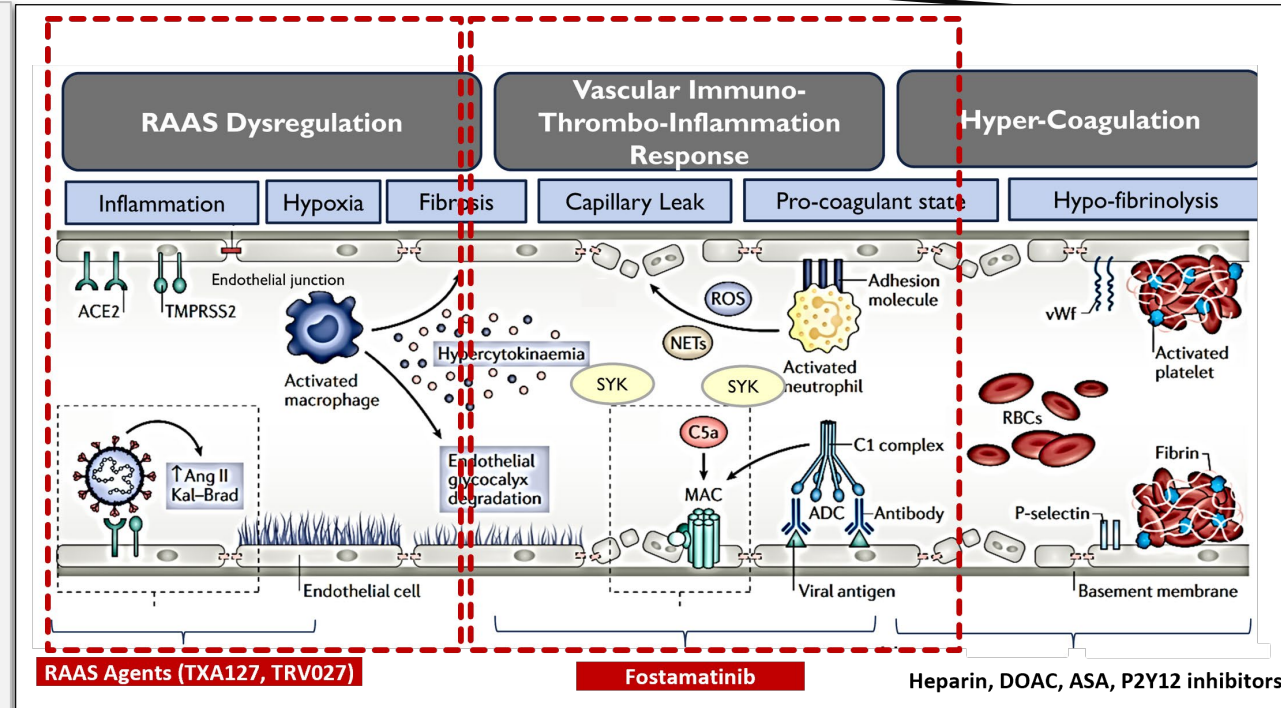 RAAS Dysregulation
Vascular Immuno-
Thrombo-Inflammation
Response
Hyper-Coagulation
Inflammation
Hypoxia
Fibrosis
Capillary Leak
Pro-coagulant state
Hypo-fibrinolysis
ACE2
TMPRSS2
Endothelial junction
Activated
macrophage
Hypercytokinaemia
ROS
NETs
Adhesion
molecule
Activated
neutrophil
vWf
Activated
platelet
SYK
SYK
RBCs
↑Ang II
Kal–Brad
Endothelial
glycocalyx
degradation
C5a
MAC
C1 complex
ADC
Antibody
Fibrin
P-selectin
Endothelial cell
Viral antigen
Basement membrane
RAAS Agents (TXA127, TRV027)
Fostamatinib
Heparin, DOAC, ASA, P2Y12 inhibitors